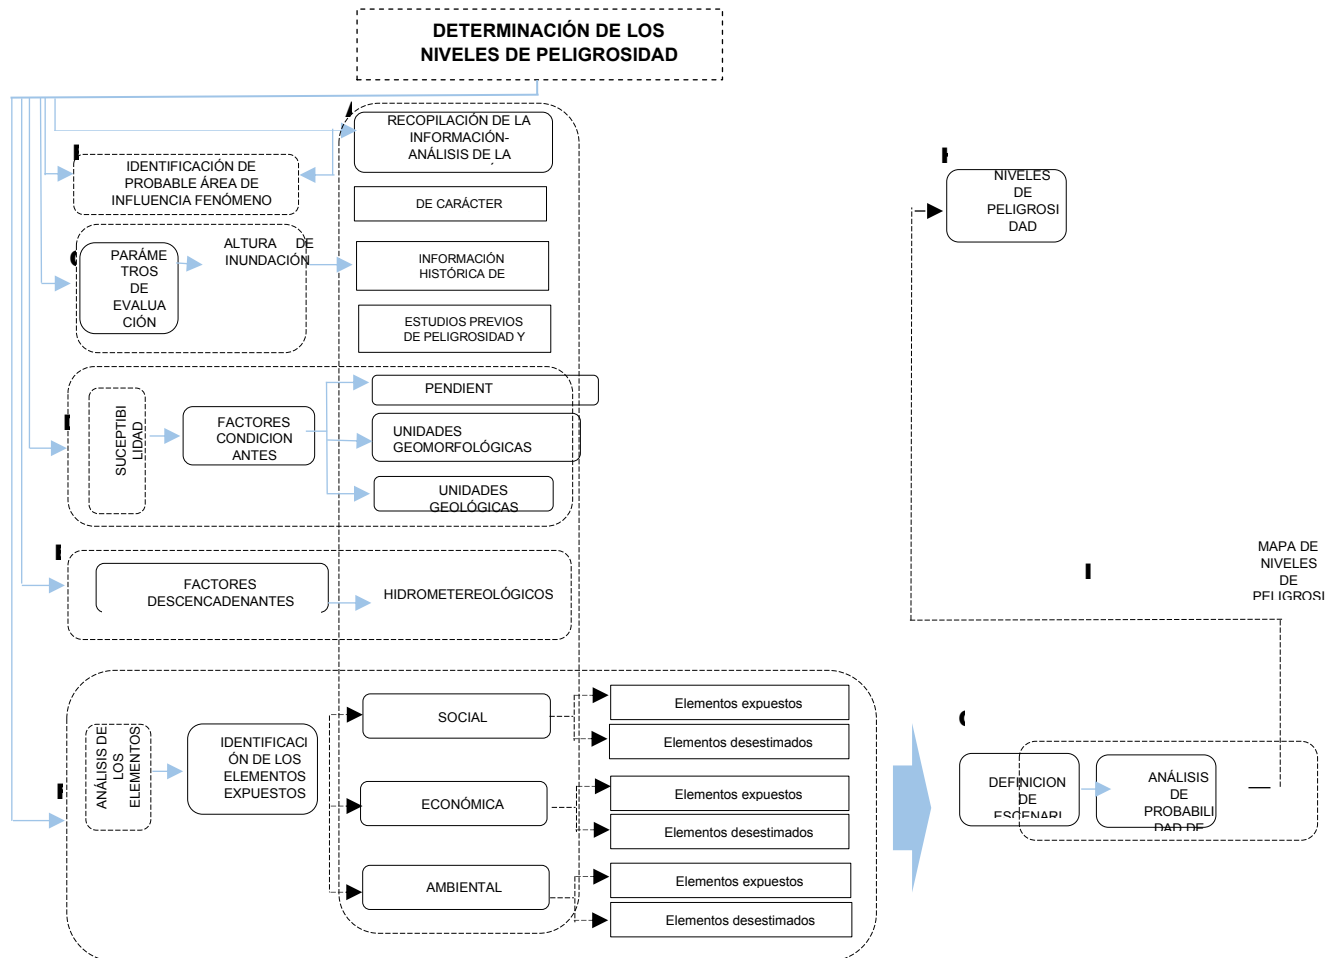 DETERMINACIÓN DE LOS
NIVELES DE PELIGROSIDAD
RECOPILACIÓN DE LA
INFORMACIÓN-
ANÁLISIS DE LA
IDENTIFICACIÓN DE
PROBABLE ÁREA DE
INFLUENCIA FENÓMENO
DE CARÁCTER
PARÁME
TROS
DE
EVALUA
CIÓN
ALTURA DE
INUNDACIÓN
INFORMACIÓN
HISTÓRICA DE
ESTUDIOS PREVIOS
DE PELIGROSIDAD Y
SUCEPTIBI
LIDAD
FACTORES
CONDICION
ANTES
PENDIENT
UNIDADES
GEOMORFOLÓGICAS
UNIDADES
GEOLÓGICAS
FACTORES
DESCENCADENANTES
HIDROMETEREOLÓGICOS
ANÁLISIS DE
LOS
ELEMENTOS
IDENTIFICACI
ÓN DE LOS
ELEMENTOS
EXPUESTOS
SOCIAL
Elementos expuestos
Elementos desestimados
ECONÓMICA
Elementos expuestos
Elementos desestimados
AMBIENTAL
Elementos expuestos
Elementos desestimados
NIVELES
DE
PELIGROSI
DAD
MAPA DE
NIVELES
DE
PELIGROSI
DEFINICION
DE
ESCENARI
ANÁLISIS
DE
PROBABILI
DAD DE